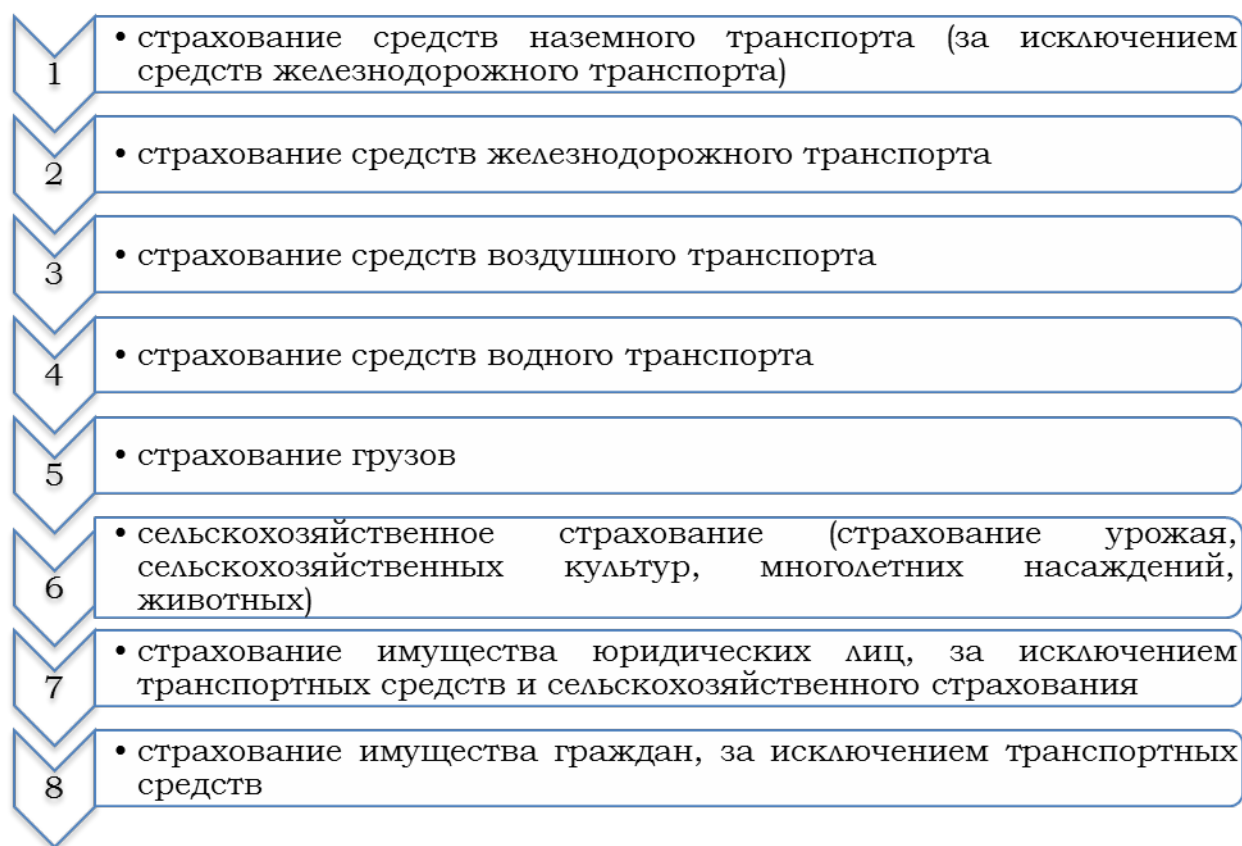 1
• страхование средств наземного транспорта (за исключением
средств железнодорожного транспорта)
2
• страхование средств железнодорожного транспорта
3
• страхование средств воздушного транспорта
4
• страхование средств водного транспорта
5
• страхование грузов
6
• сельскохозяйственное страхование (страхование урожая,
сельскохозяйственных культур, многолетних насаждений,
животных)
7
• страхование имущества юридических лиц, за исключением
транспортных средств и сельскохозяйственного страхования
8
• страхование имущества граждан, за исключением транспортных
средств